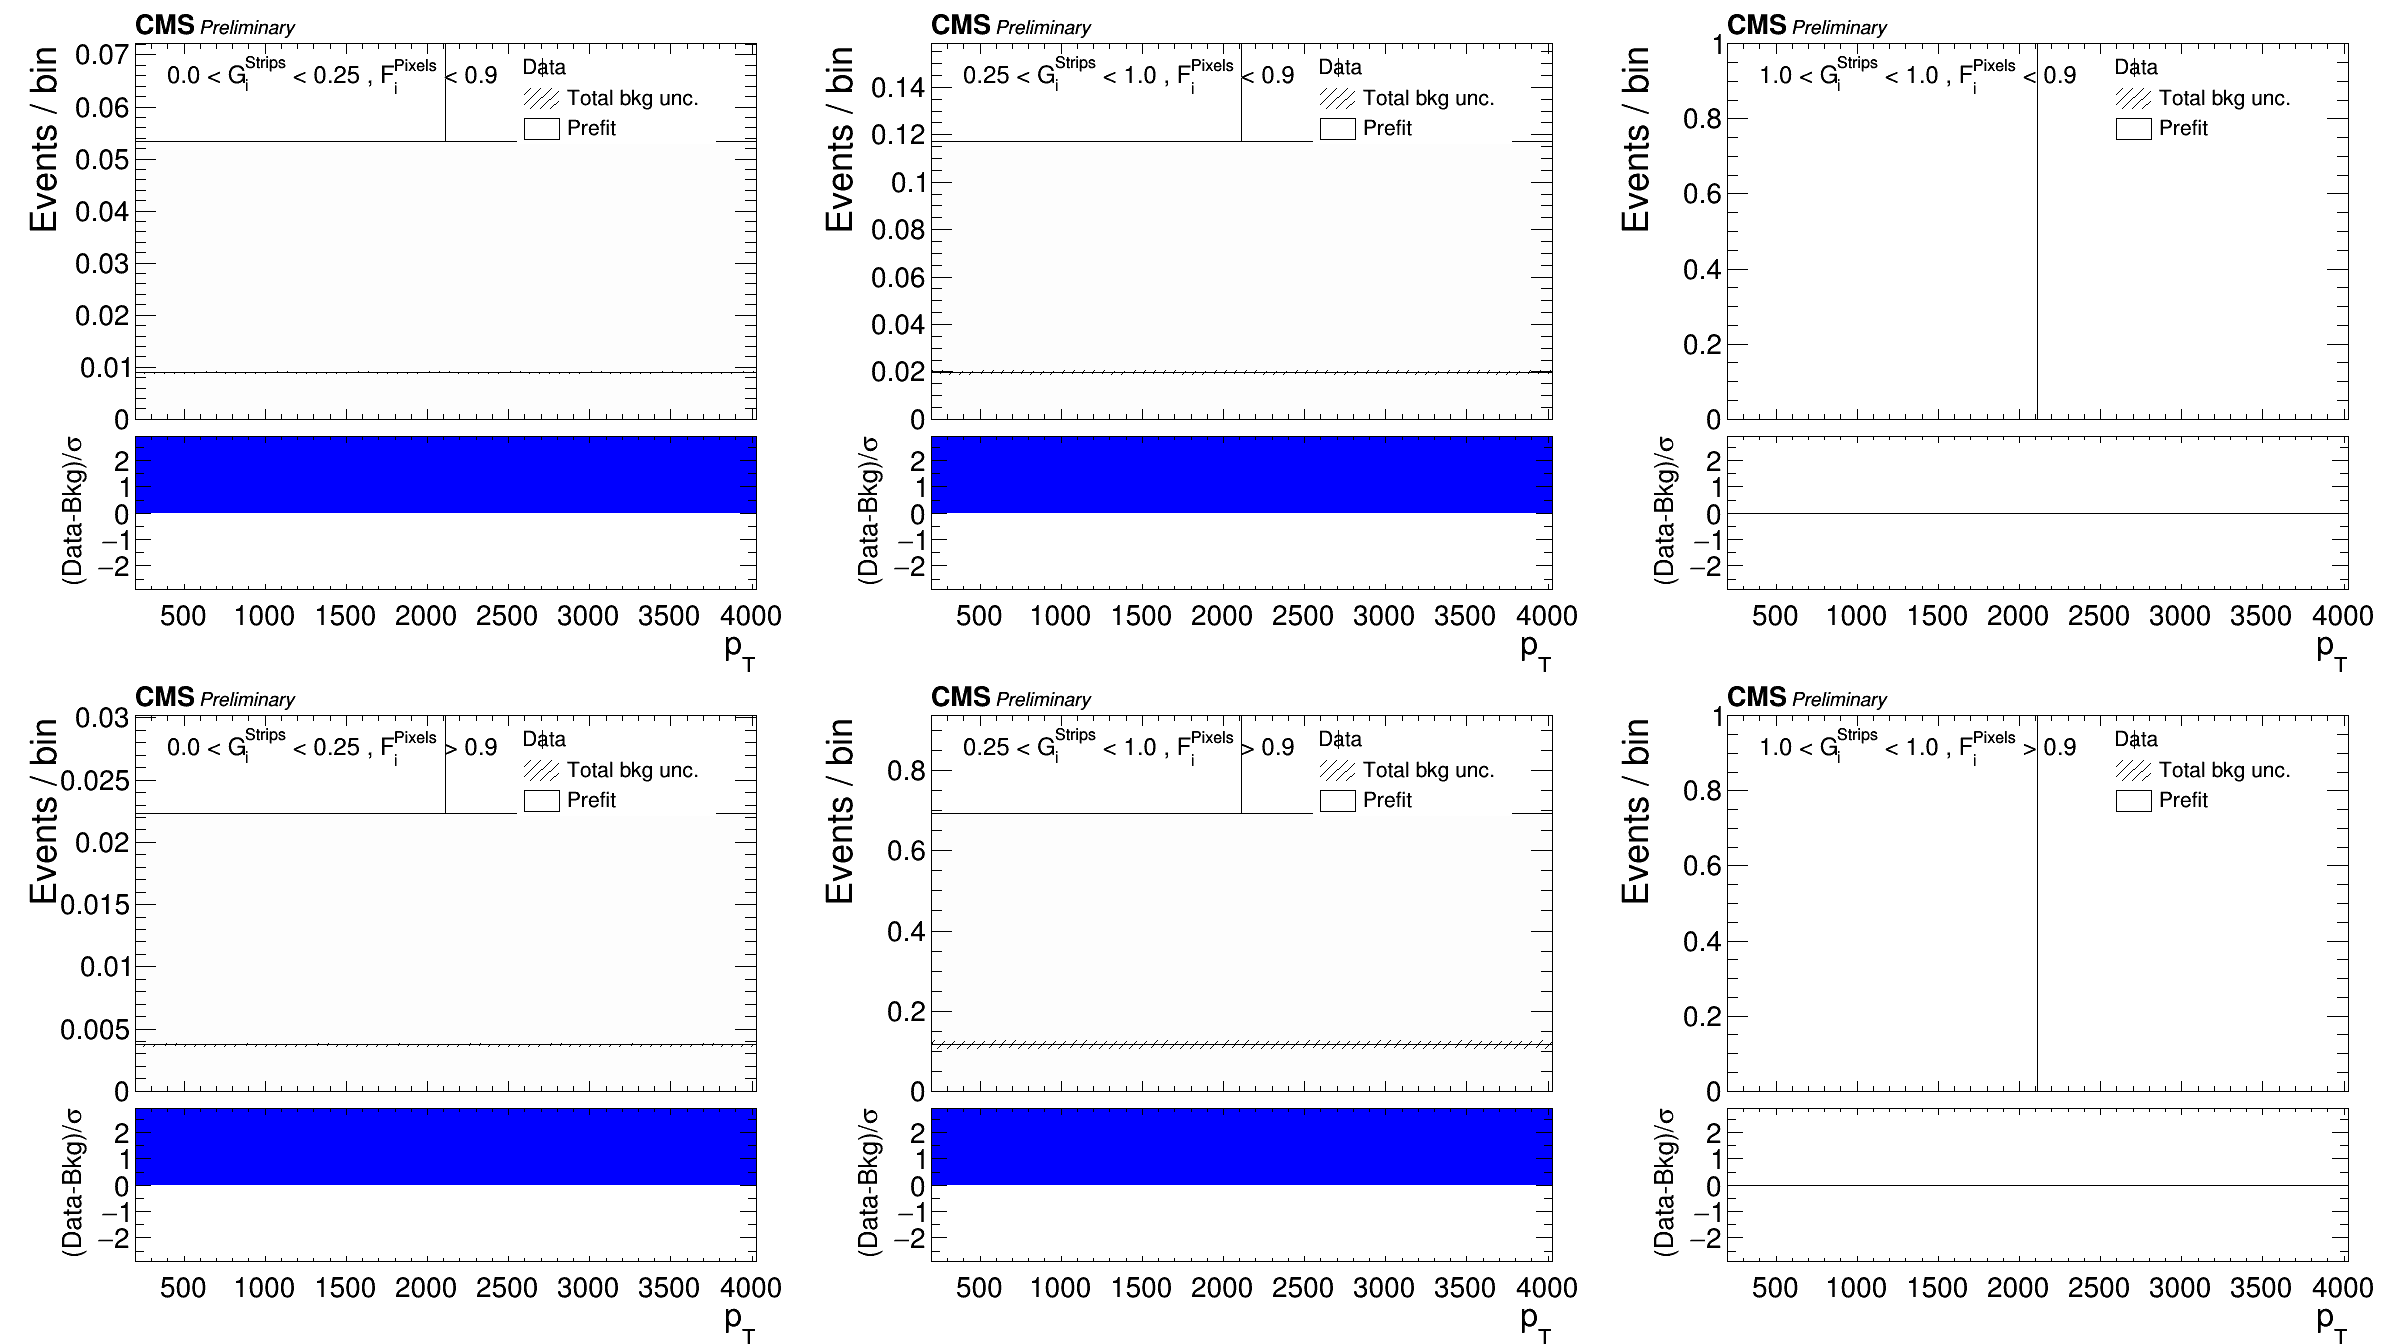 CMS Preliminary
Events / bin
0.0 < G_i^Strips < 0.25 , F_i^Pixels < 0.9
Data
Total bkg unc.
Prefit
0.07
0.06
0.05
0.04
0.03
0.02
0.01
0
(Data-Bkg)/σ
2
1
0
−1
−2
500 1000 1500 2000 2500 3000 3500 4000
p_T
CMS Preliminary
Events / bin
0.25 < G_i^Strips < 1.0 , F_i^Pixels < 0.9
Data
Total bkg unc.
Prefit
0.14
0.12
0.1
0.08
0.06
0.04
0.02
0
(Data-Bkg)/σ
2
1
0
−1
−2
500 1000 1500 2000 2500 3000 3500 4000
p_T
CMS Preliminary
Events / bin
1.0 < G_i^Strips < 1.0 , F_i^Pixels < 0.9
Data
Total bkg unc.
Prefit
1
0.8
0.6
0.4
0.2
0
(Data-Bkg)/σ
2
1
0
−1
−2
500 1000 1500 2000 2500 3000 3500 4000
p_T
CMS Preliminary
Events / bin
0.0 < G_i^Strips < 0.25 , F_i^Pixels > 0.9
Data
Total bkg unc.
Prefit
0.03
0.025
0.02
0.015
0.01
0.005
0
(Data-Bkg)/σ
2
1
0
−1
−2
500 1000 1500 2000 2500 3000 3500 4000
p_T
CMS Preliminary
Events / bin
0.25 < G_i^Strips < 1.0 , F_i^Pixels > 0.9
Data
Total bkg unc.
Prefit
0.8
0.6
0.4
0.2
0
(Data-Bkg)/σ
2
1
0
−1
−2
500 1000 1500 2000 2500 3000 3500 4000
p_T
CMS Preliminary
Events / bin
1.0 < G_i^Strips < 1.0 , F_i^Pixels > 0.9
Data
Total bkg unc.
Prefit
1
0.8
0.6
0.4
0.2
0
(Data-Bkg)/σ
2
1
0
−1
−2
500 1000 1500 2000 2500 3000 3500 4000
p_T